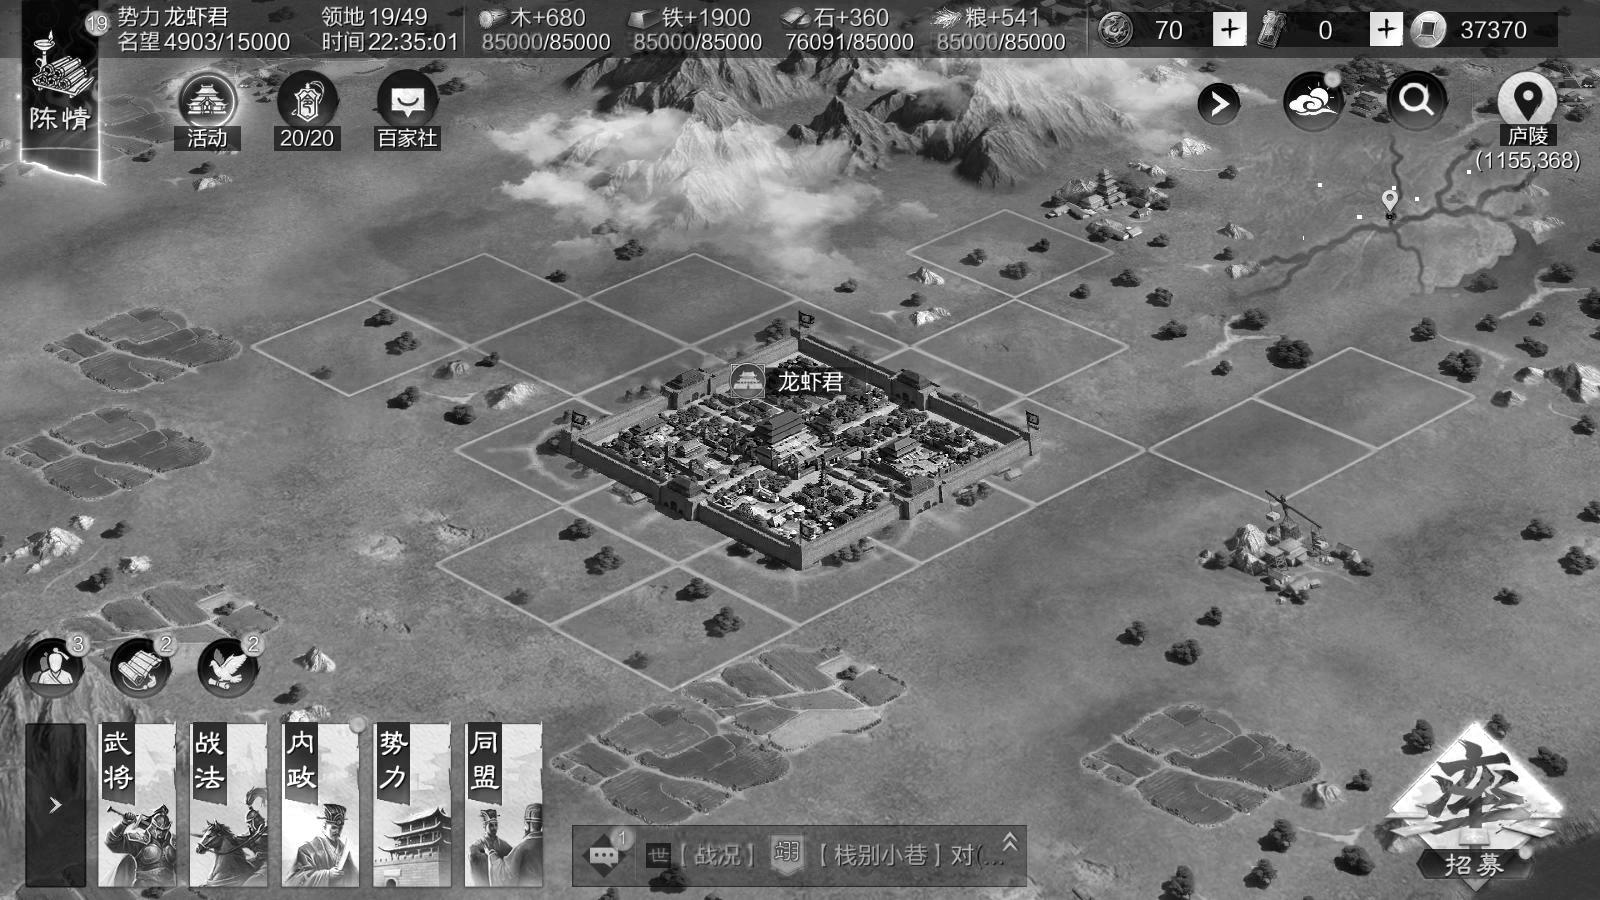 19
势力 龙虾君
领地 19/49
木+680
铁+1900
石+360
粮+541
名望 4903/15000
时间 22:35:01
85000/85000
85000/85000
76091/85000
85000/85000
70
0
37370
陈情
活动
20/20
百家社
庐陵
(1155,368)
龙虾君
3
2
2
武将
战法
内政
势力
同盟
1
世【战况】 翊 【栈别小巷】对(...
率
招募